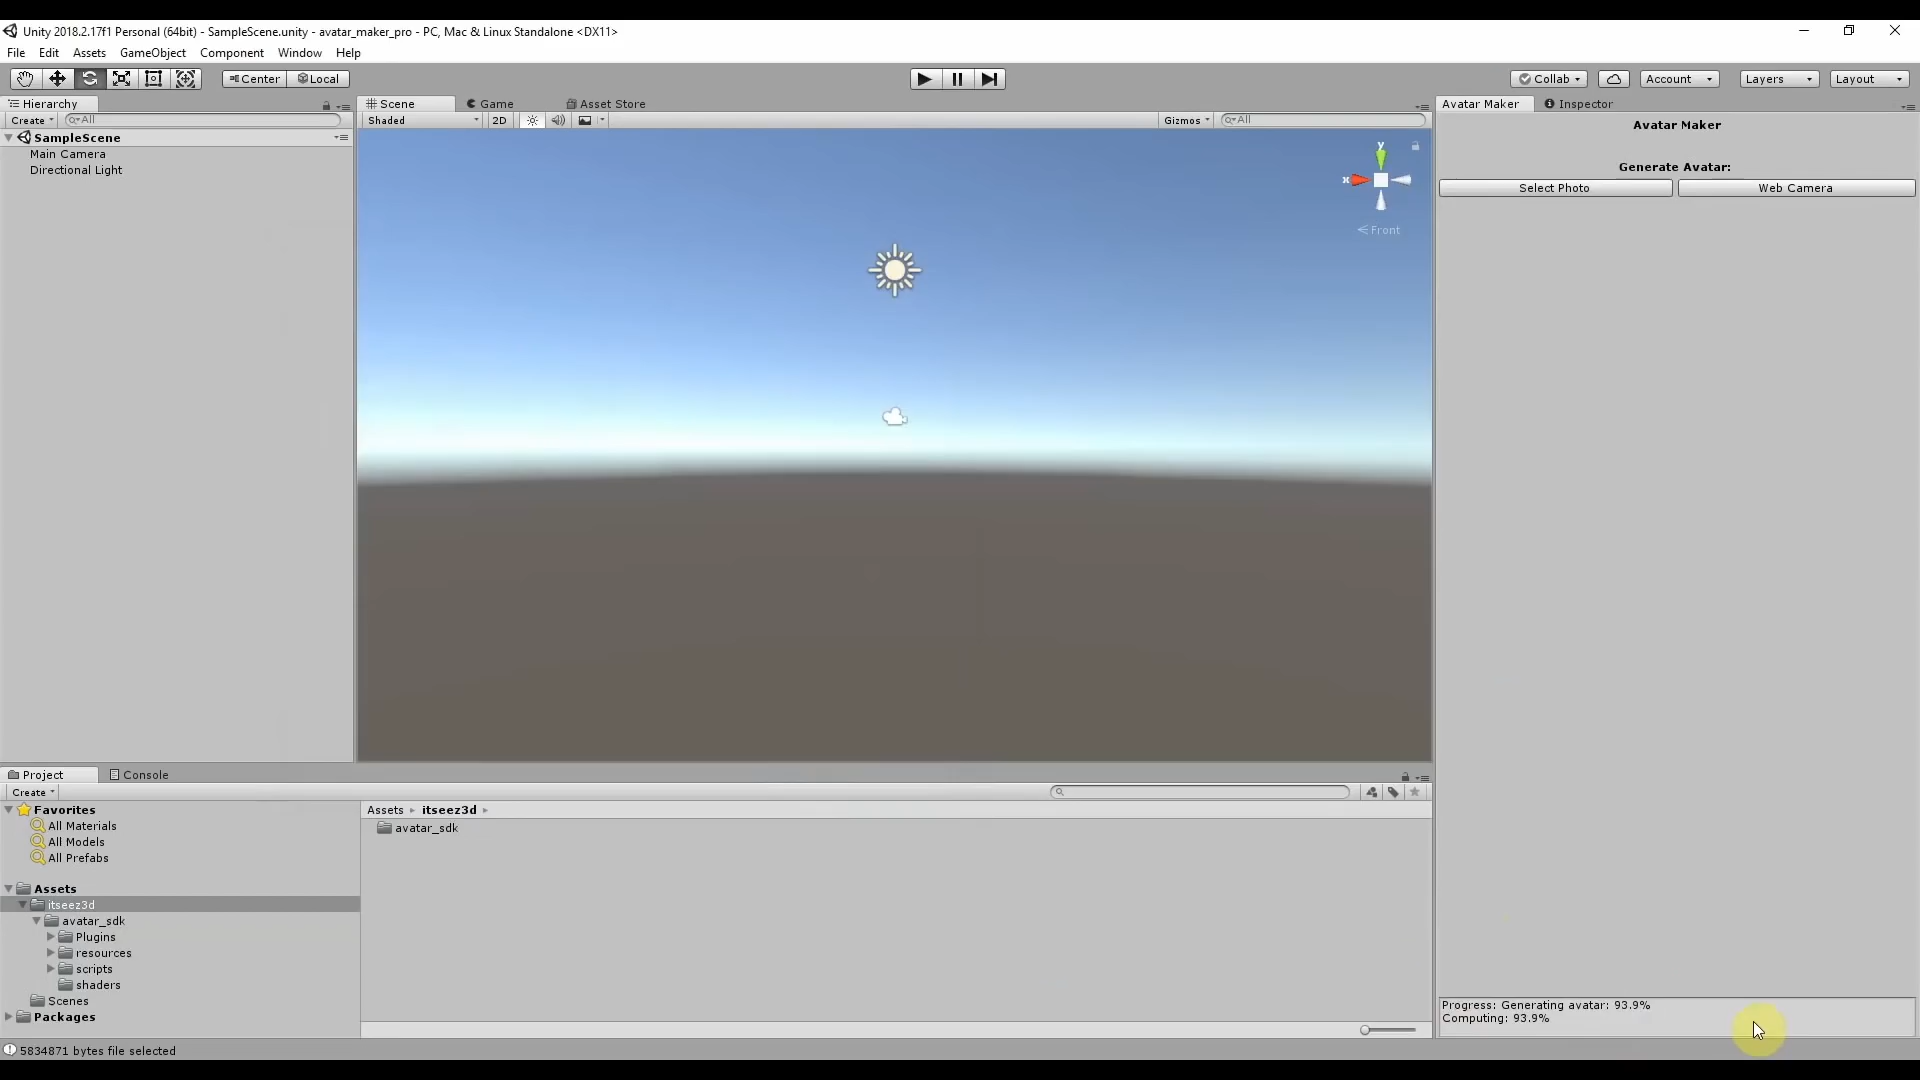 Unity 2018.2.17f1 Personal (64bit) - SampleScene.unity - avatar_maker_pro - PC, Mac & Linux Standalone <DX11>
File Edit Assets GameObject Component Window Help
Center Local Collab Account Layers Layout
Hierarchy Scene Game Asset Store Avatar Maker Inspector
Create All Shaded 2D Gizmos All
Avatar Maker
SampleScene
Main Camera
Directional Light
y
x
Front
Generate Avatar:
Select Photo Web Camera
Project Console
Create
Favorites
All Materials
All Models
All Prefabs
Assets
itseez3d
avatar_sdk
Plugins
resources
scripts
shaders
Scenes
Packages
Assets itseez3d
avatar_sdk
Progress: Generating avatar: 93.9%
Computing: 93.9%
5834871 bytes file selected